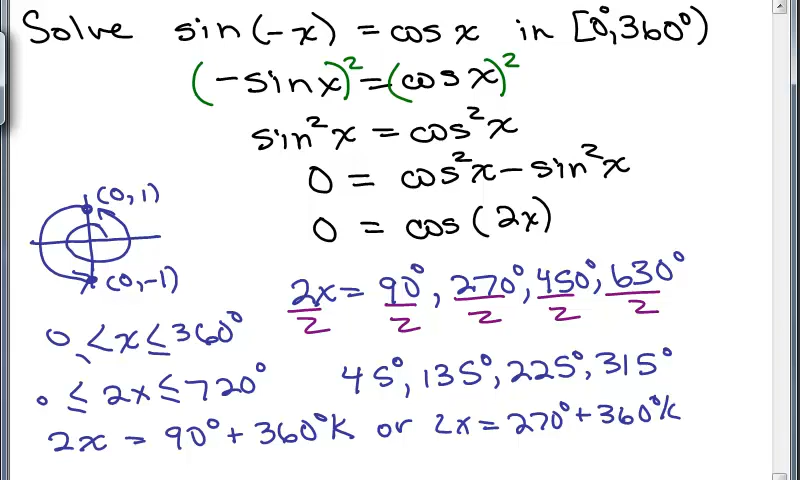 Solve sin(-x) = cos x in [0°, 360°)
(-sin x)² = (cos x)²
sin²x = cos²x
0 = cos²x - sin²x
0 = cos(2x)
(0, 1)
(0, -1)
2x/2 = 90°/2, 270°/2, 450°/2, 630°/2
0 ≤ x ≤ 360°
0 ≤ 2x ≤ 720°
45°, 135°, 225°, 315°
2x = 90° + 360°k or 2x = 270° + 360°k